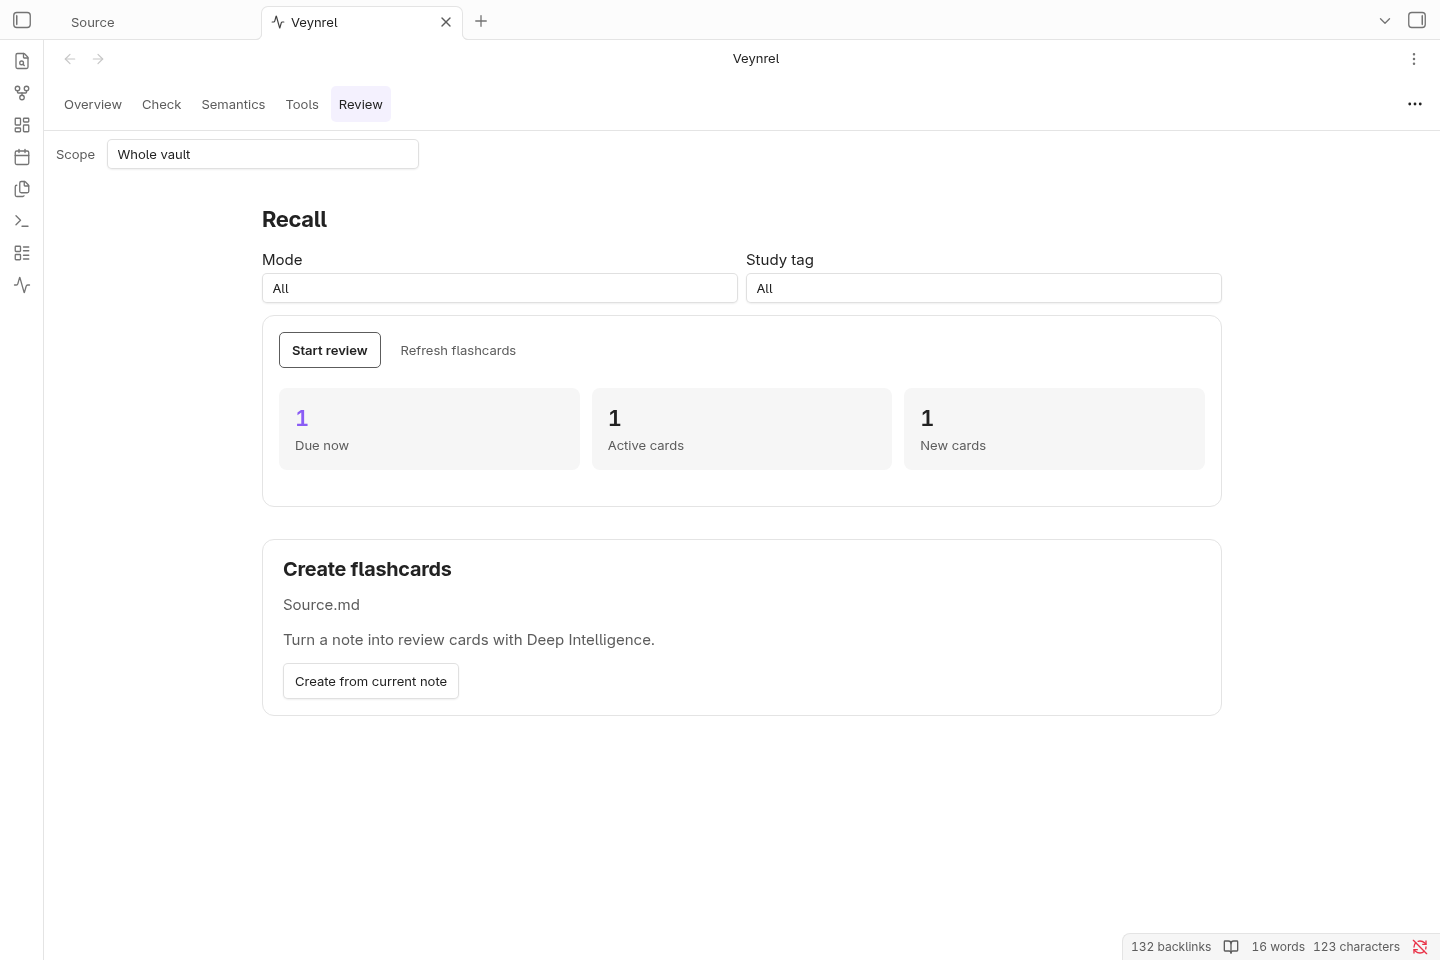 Source
Veynrel
Veynrel
Overview Check Semantics Tools Review
Scope Whole vault
Recall
Mode Study tag
All All
Start review Refresh flashcards
1 1 1
Due now Active cards New cards
Create flashcards
Source.md
Turn a note into review cards with Deep Intelligence.
Create from current note
132 backlinks 16 words 123 characters